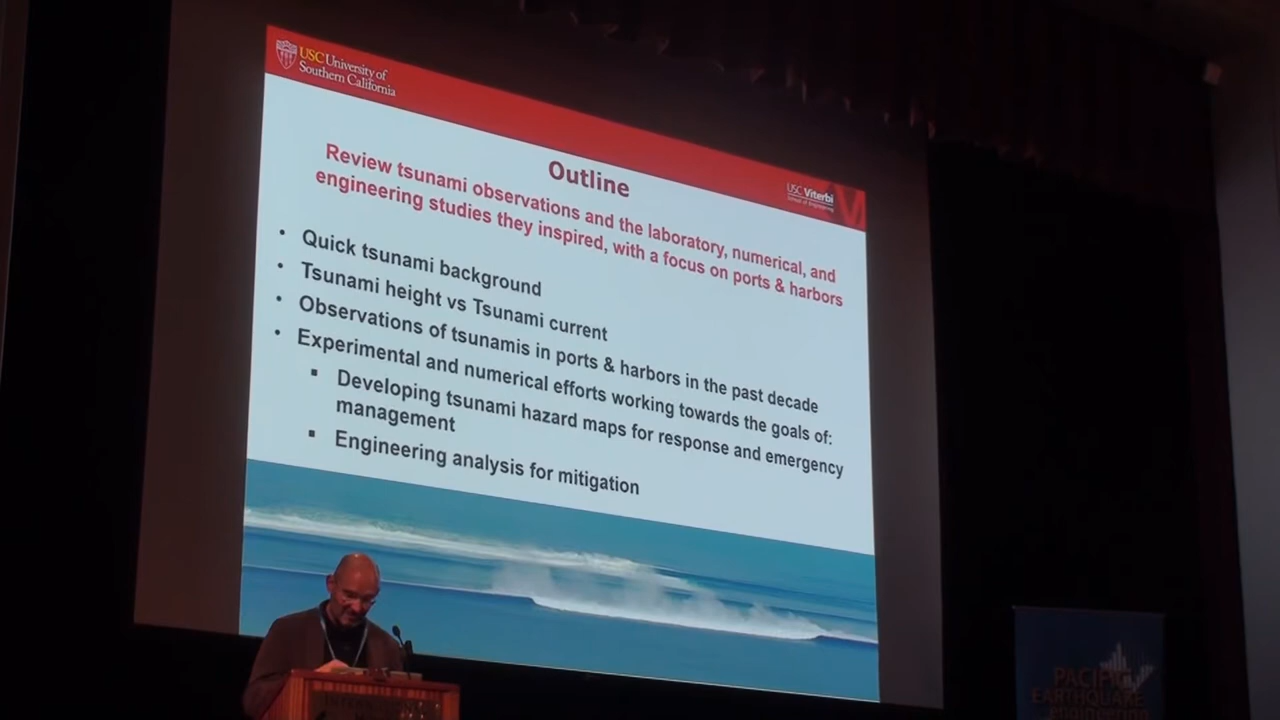 USC University of
Southern California
USC Viterbi
School of Engineering
Outline
Review tsunami observations and the laboratory, numerical, and
engineering studies they inspired, with a focus on ports & harbors
• Quick tsunami background
• Tsunami height vs Tsunami current
• Observations of tsunamis in ports & harbors in the past decade
• Experimental and numerical efforts working towards the goals of:
▪ Developing tsunami hazard maps for response and emergency
management
▪ Engineering analysis for mitigation
PACIFIC
EARTHQUAKE